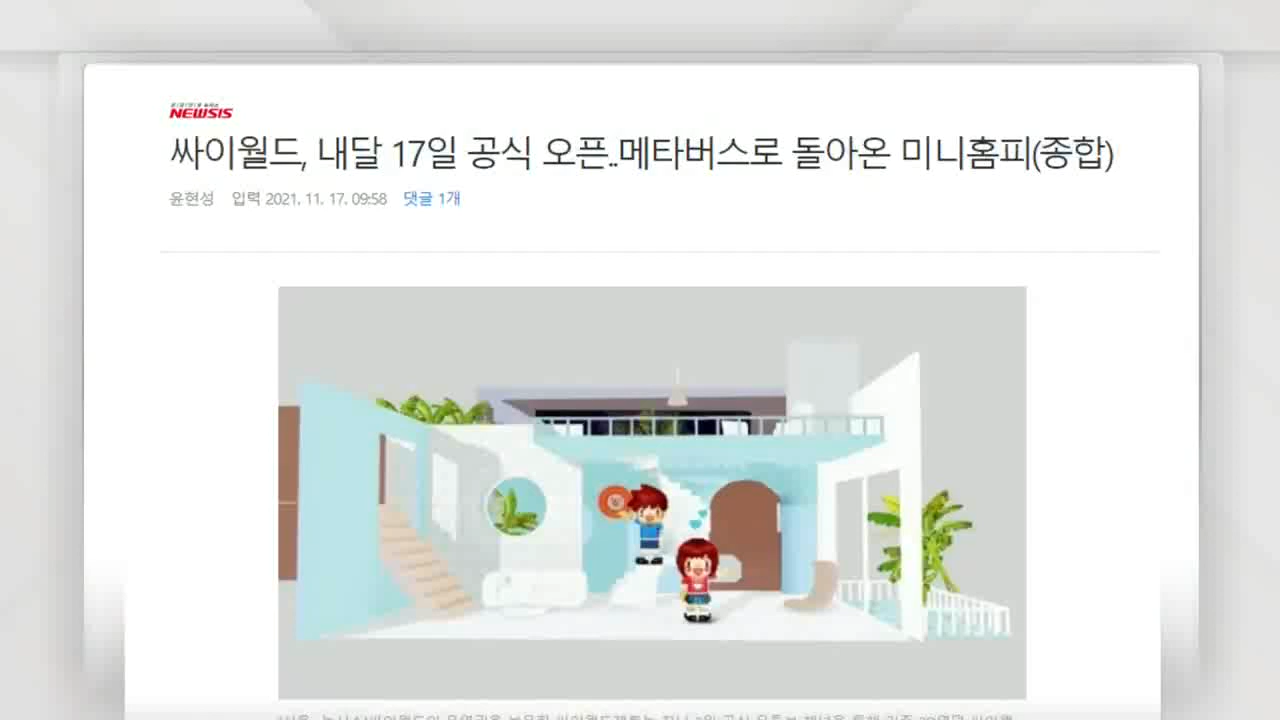 NEWSIS
싸이월드, 내달 17일 공식 오픈..메타버스로 돌아온 미니홈피(종합)
윤현성 입력 2021. 11. 17. 09:58 댓글 1개